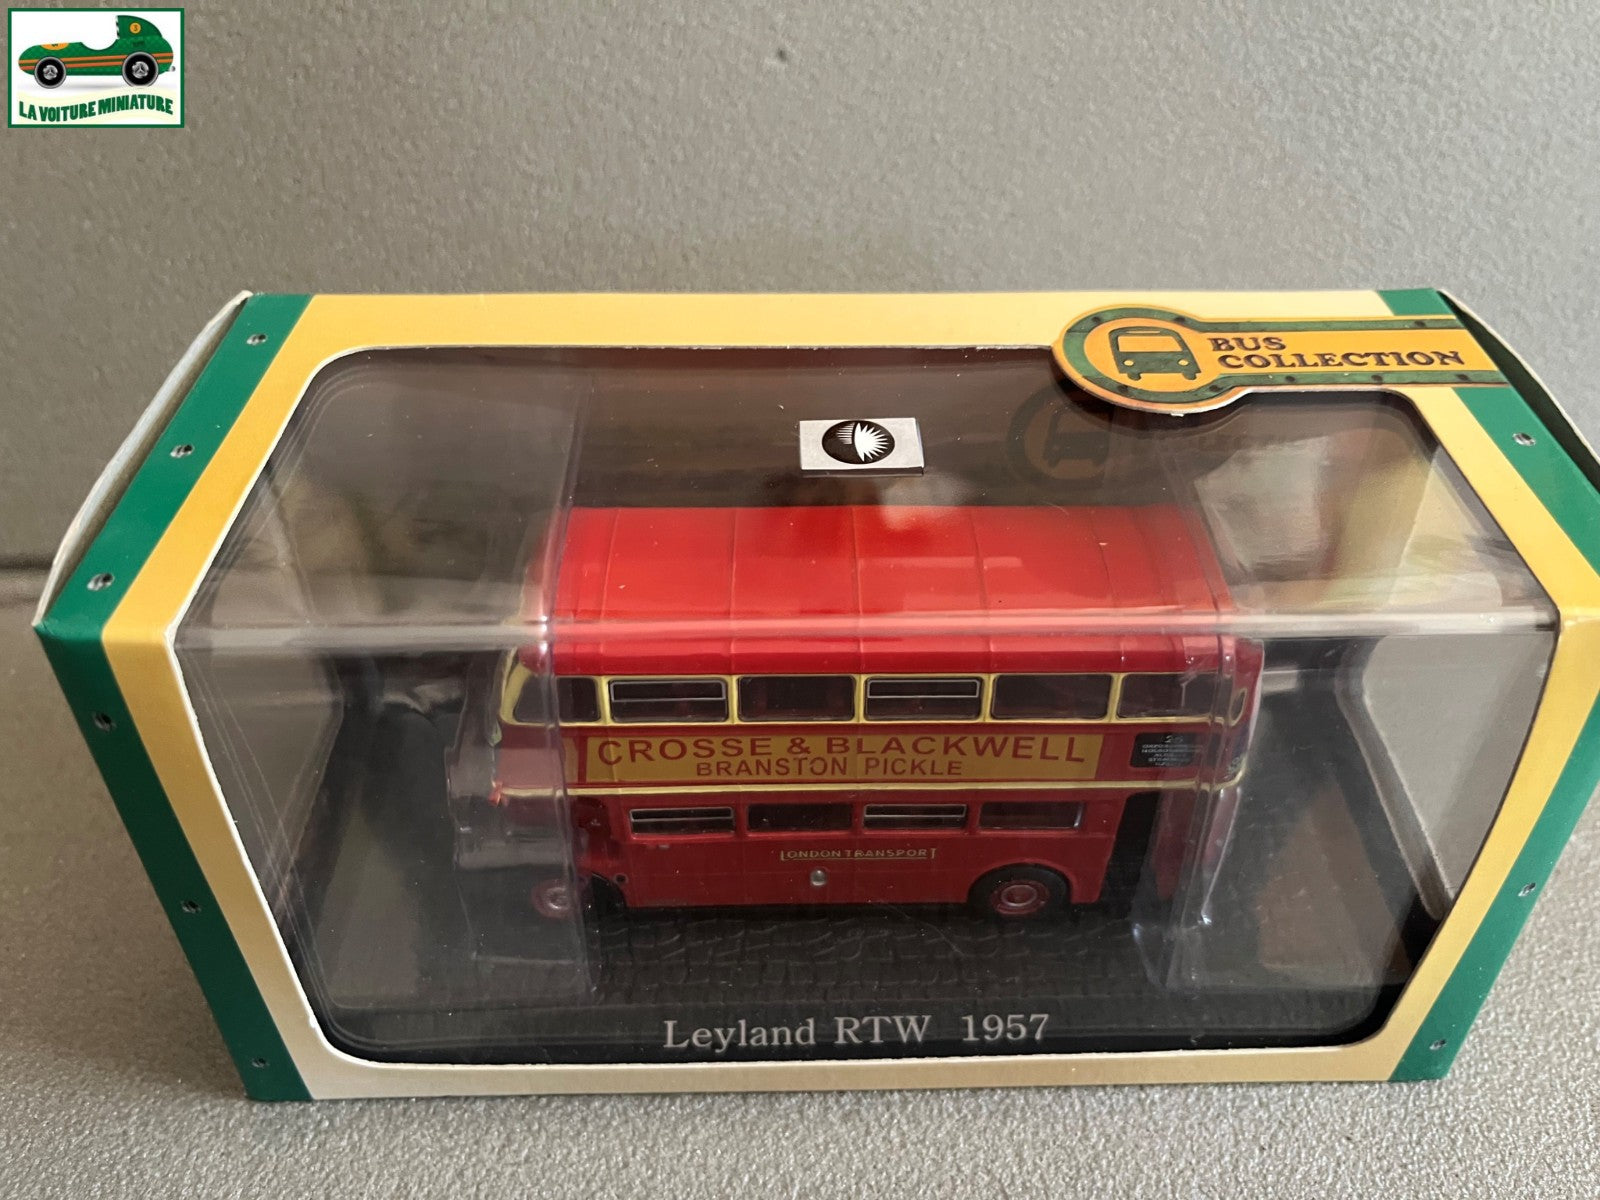 LA VOITURE MINIATURE
BUS
COLLECTION
CROSSE & BLACKWELL
BRANSTON PICKLE
LONDON TRANSPORT
Leyland RTW 1957